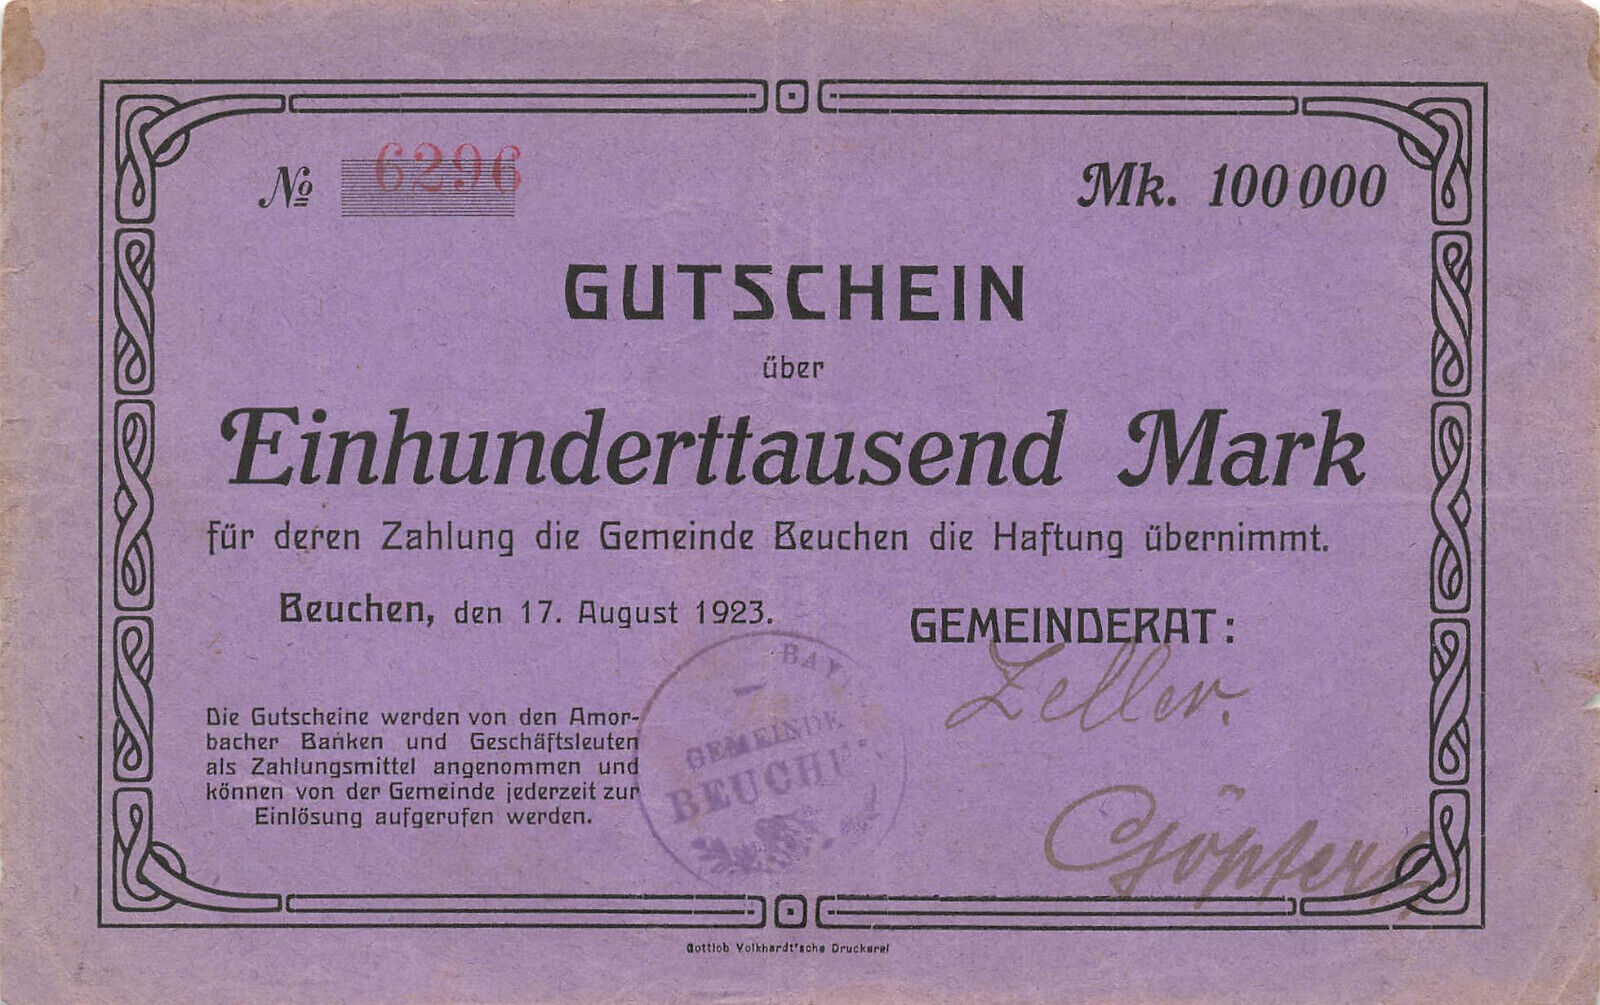 № 6296
Mk. 100 000
GUTSCHEIN
über
Einhunderttausend Mark
für deren Zahlung die Gemeinde Beuchen die Haftung übernimmt.
Beuchen, den 17. August 1923.
GEMEINDERAT:
Zeller.
Die Gutscheine werden von den Amor-
bacher Banken und Geschäftsleuten
als Zahlungsmittel angenommen und
können von der Gemeinde jederzeit zur
Einlösung aufgerufen werden.
GEMEINDE
Gottlob Volkhardt'sche Druckerei